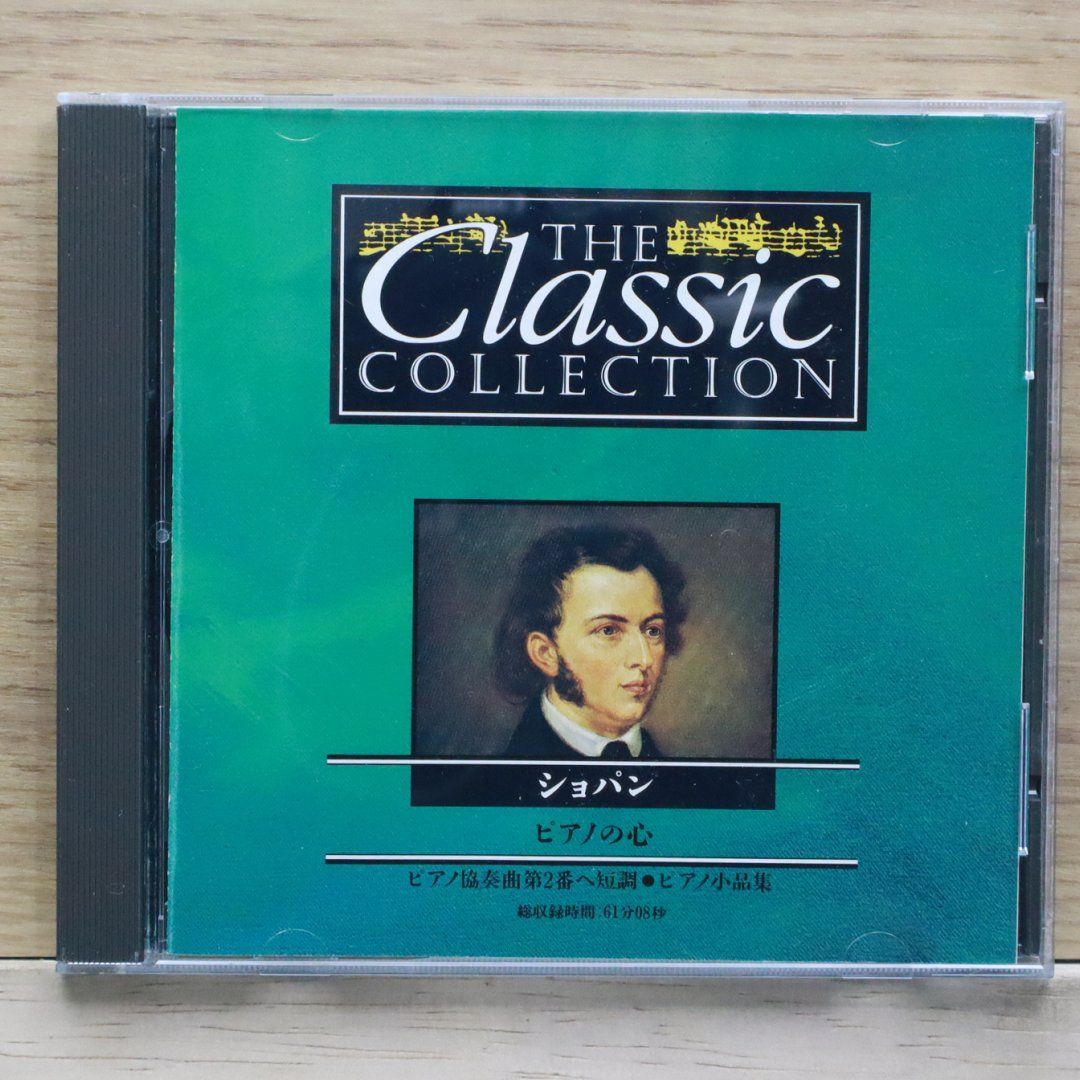 THE
Classic
COLLECTION
ショパン
ピアノの心
ピアノ協奏曲第2番ヘ短調●ピアノ小品集
総収録時間:61分08秒